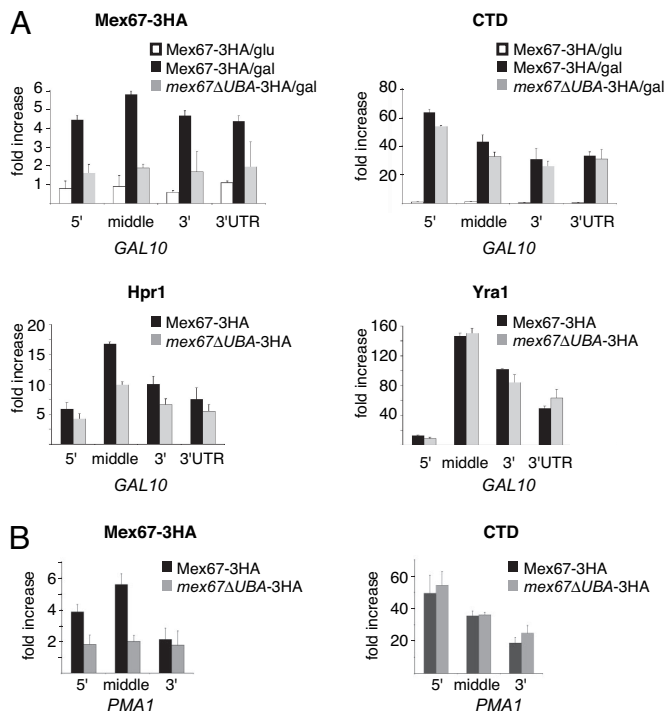 A
Mex67-3HA
Mex67-3HA/glu
Mex67-3HA/gal
mex67ΔUBA-3HA/gal
fold increase
6
5
4
3
2
1
5' middle 3' 3'UTR
GAL10
CTD
Mex67-3HA/glu
Mex67-3HA/gal
mex67ΔUBA-3HA/gal
fold increase
80
60
40
20
5' middle 3' 3'UTR
GAL10
Hpr1
Mex67-3HA
mex67ΔUBA-3HA
fold increase
20
15
10
5
5' middle 3' 3'UTR
GAL10
Yra1
Mex67-3HA
mex67ΔUBA-3HA
fold increase
160
120
80
40
5' middle 3' 3'UTR
GAL10
B
Mex67-3HA
Mex67-3HA
mex67ΔUBA-3HA
fold increase
6
4
2
5' middle 3'
PMA1
CTD
Mex67-3HA
mex67ΔUBA-3HA
fold increase
60
40
20
5' middle 3'
PMA1